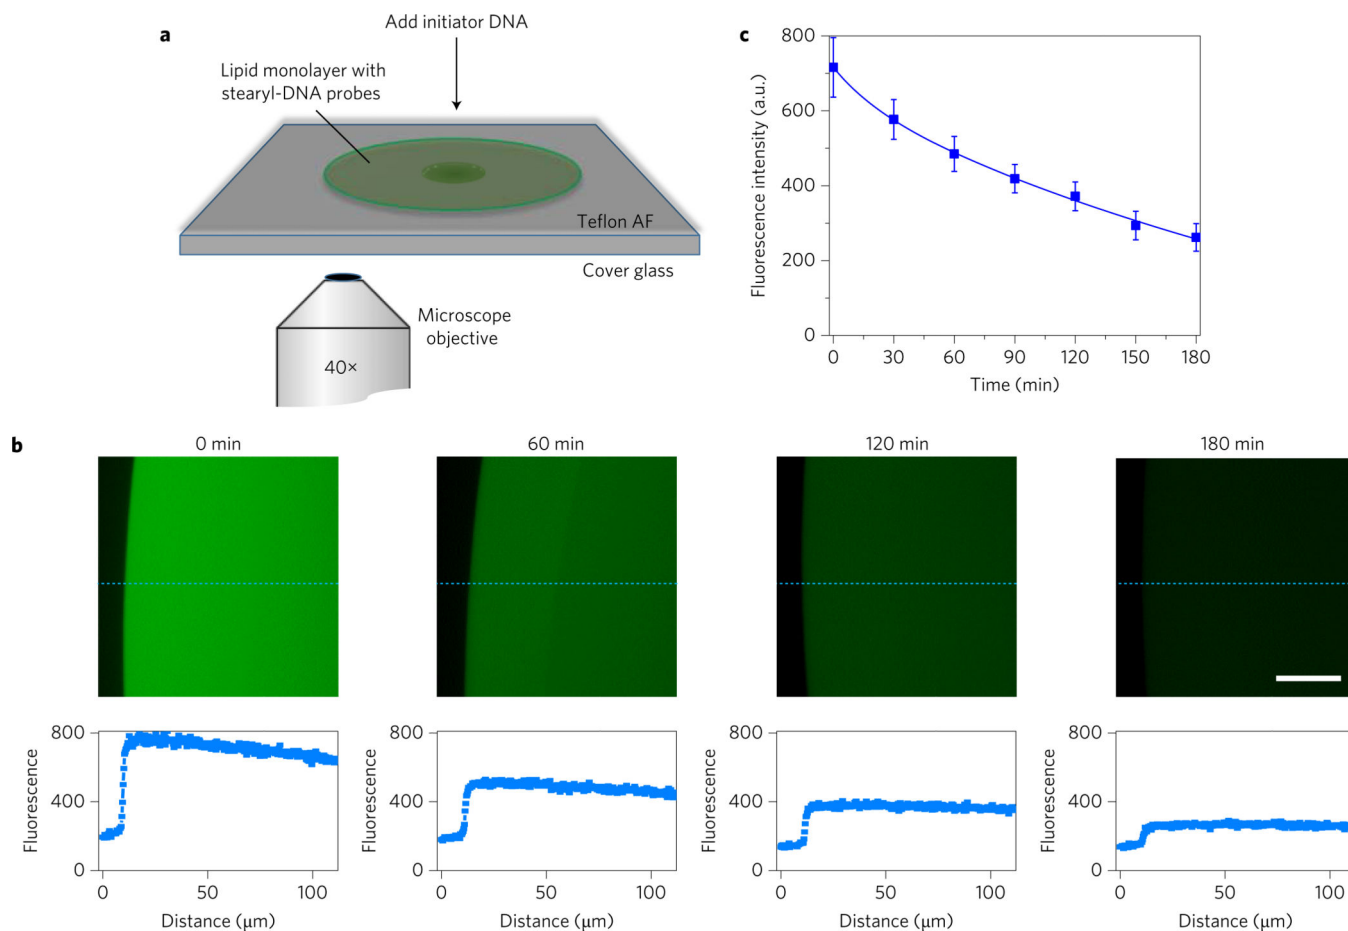 a
Add initiator DNA
Lipid monolayer with
stearyl-DNA probes
Teflon AF
Cover glass
Microscope
objective
40×
c
Fluorescence intensity (a.u.)
800
600
400
200
0
0 30 60 90 120 150 180
Time (min)
b
0 min 60 min 120 min 180 min
Fluorescence
800
400
0
0 50 100
Distance (μm)
Fluorescence
800
400
0
0 50 100
Distance (μm)
Fluorescence
800
400
0
0 50 100
Distance (μm)
Fluorescence
800
400
0
0 50 100
Distance (μm)